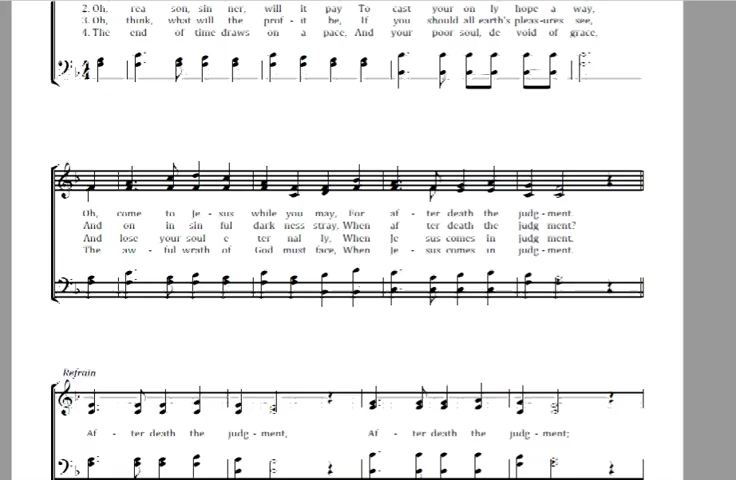 2. Oh, rea son, sin ner, will it pay To cast your on ly hope a way,
3. Oh, think, what will the prof - it be, If you should all earth's pleas-ures see,
4. The end of time draws on a pace, And your poor soul, de void of grace,
Oh, come to Je - sus while you may, For af - ter death the judg - ment.
And on in sin ful dark ness stray, When af ter death the judg ment?
And lose your soul e ter nal ly, When Je sus comes in judg ment.
The aw - ful wrath of God must face, When Je - sus comes in judg - ment.
Refrain
Af - ter death the judg - ment, Af - ter death the judg - ment;